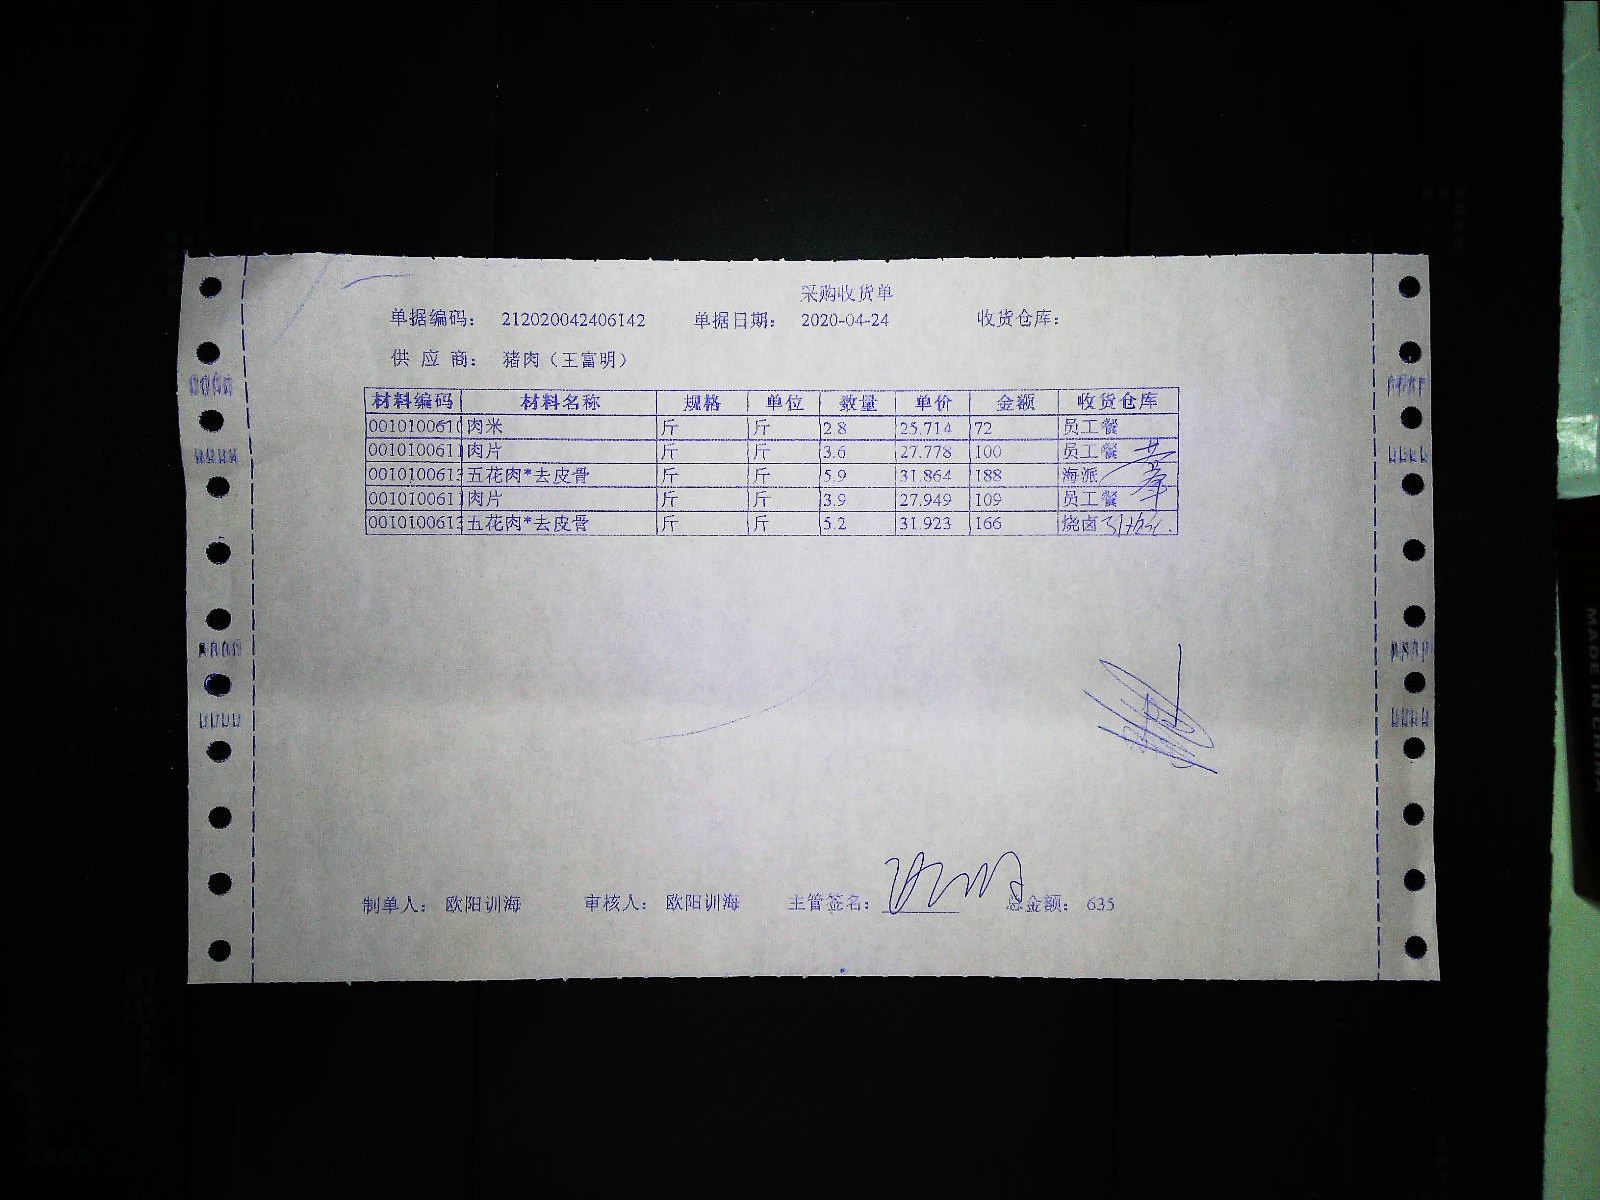 采购收货单
单据编码： 212020042406142 单据日期： 2020-04-24 收货仓库：
供 应 商： 猪肉（王富明）
材料编码 材料名称 规格 单位 数量 单价 金额 收货仓库
0010100610 肉米 斤 斤 2.8 25.714 72 员工餐
0010100611 肉片 斤 斤 3.6 27.778 100 员工餐
0010100613 五花肉*去皮骨 斤 斤 5.9 31.864 188 海派
0010100611 肉片 斤 斤 3.9 27.949 109 员工餐
0010100613 五花肉*去皮骨 斤 斤 5.2 31.923 166 烧卤
制单人： 欧阳训海 审核人： 欧阳训海 主管签名： 总金额： 635
MADE IN CHINA